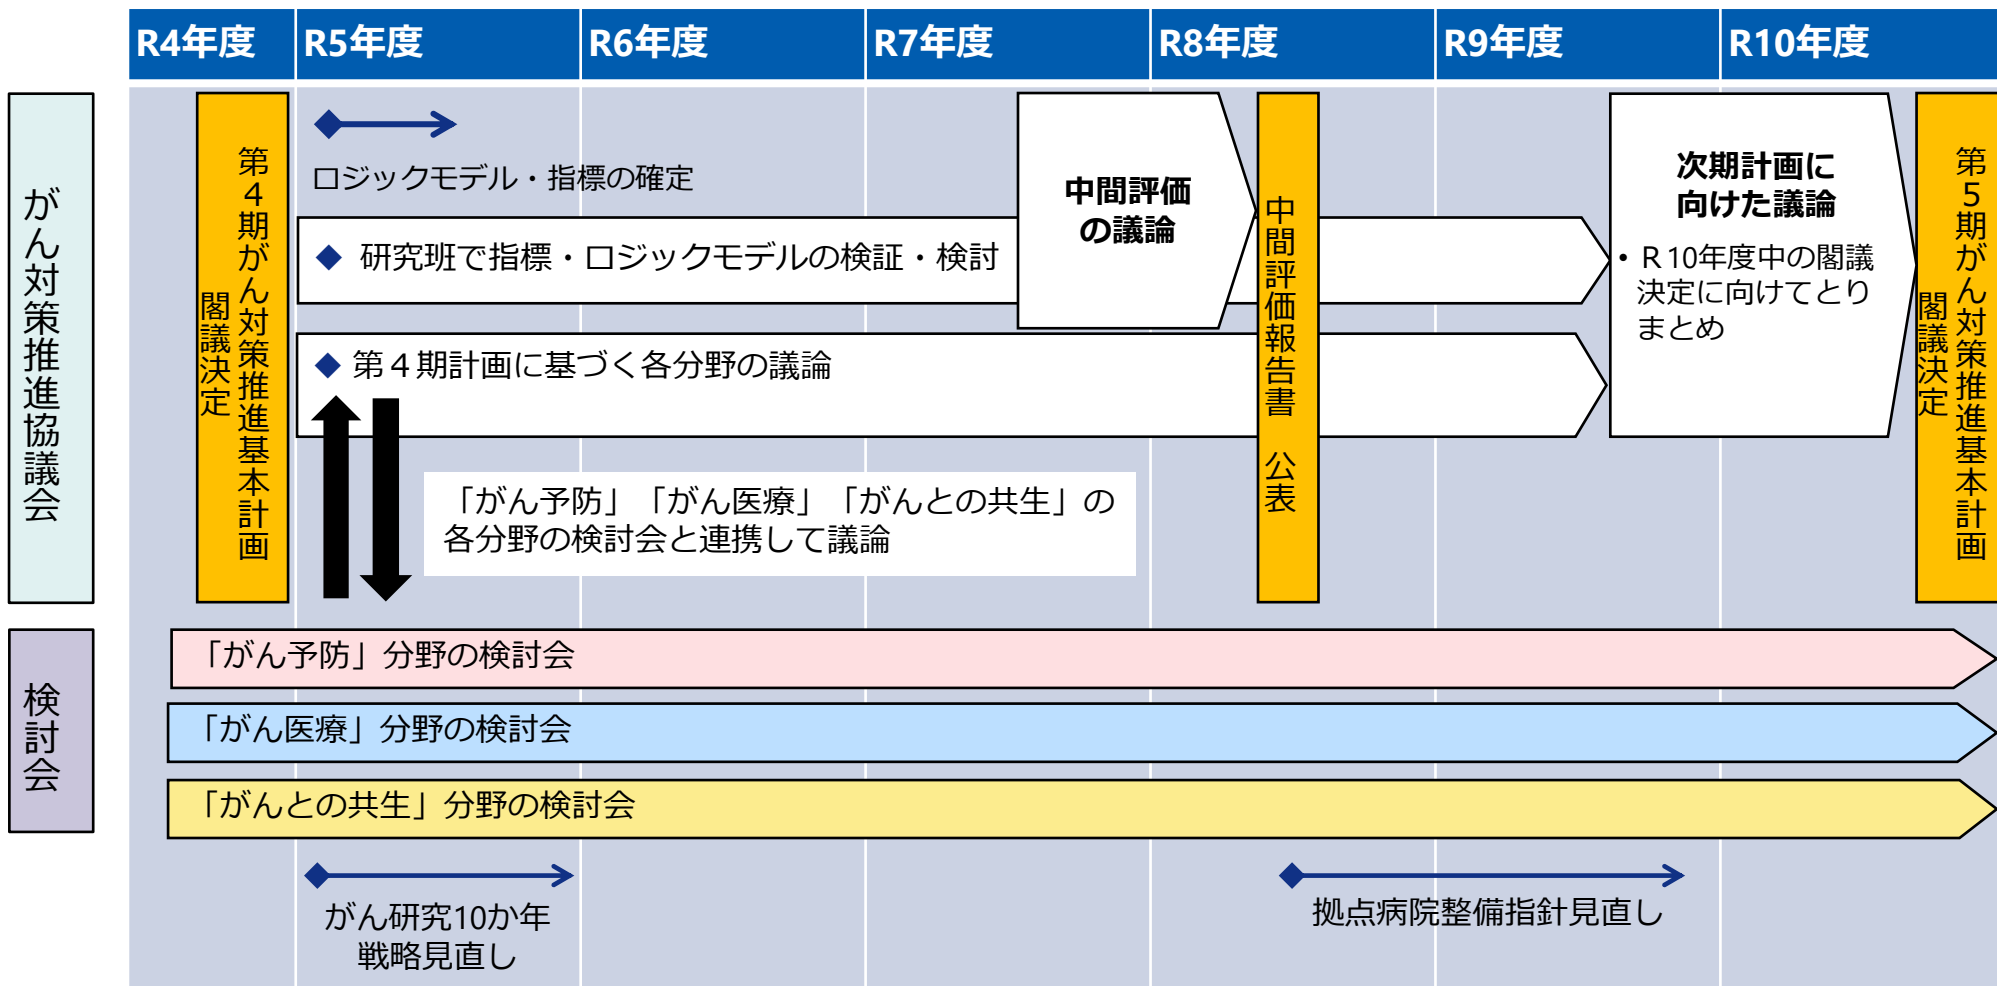 R4年度
R5年度
R6年度
R7年度
R8年度
R9年度
R10年度
がん対策推進協議会
第４期がん対策推進基本計画
閣議決定
ロジックモデル・指標の確定
◆ 研究班で指標・ロジックモデルの検証・検討
◆ 第４期計画に基づく各分野の議論
「がん予防」「がん医療」「がんとの共生」の
各分野の検討会と連携して議論
中間評価
の議論
中間評価報告書　公表
次期計画に
向けた議論
• Ｒ10年度中の閣議
決定に向けてとり
まとめ
第５期がん対策推進基本計画
閣議決定
検討会
「がん予防」分野の検討会
「がん医療」分野の検討会
「がんとの共生」分野の検討会
がん研究10か年
戦略見直し
拠点病院整備指針見直し